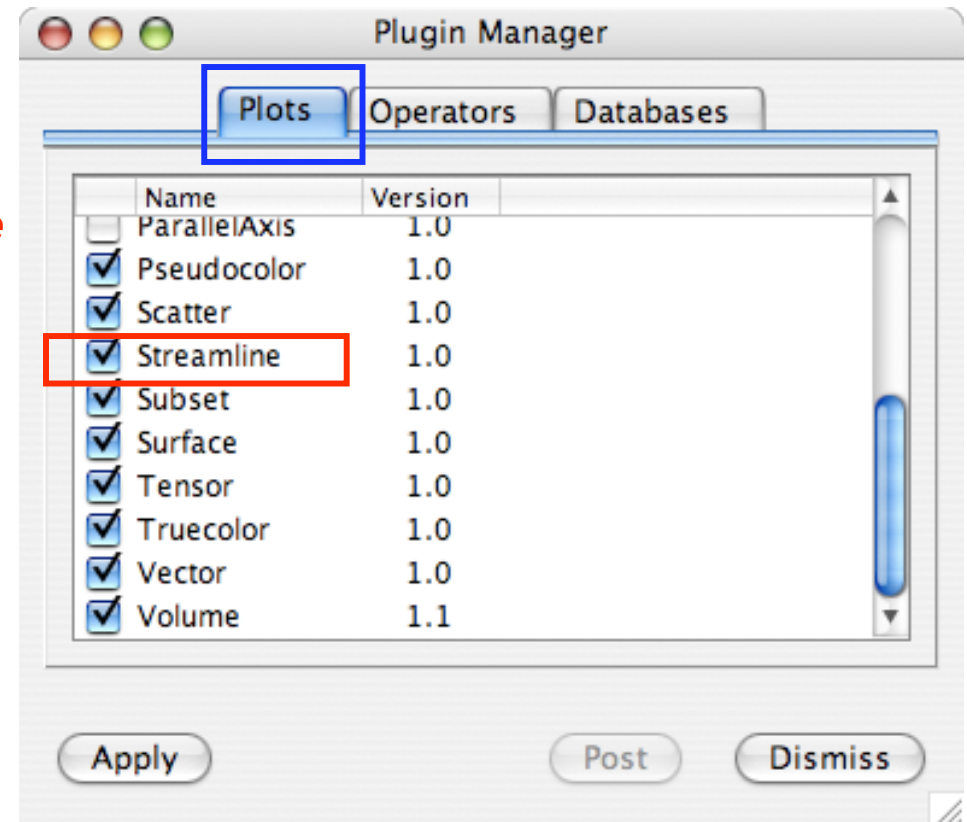 Plugin Manager
Plots Operators Databases
Name Version
ParallelAxis 1.0
Pseudocolor 1.0
Scatter 1.0
Streamline 1.0
Subset 1.0
Surface 1.0
Tensor 1.0
Truecolor 1.0
Vector 1.0
Volume 1.1
Apply Post Dismiss